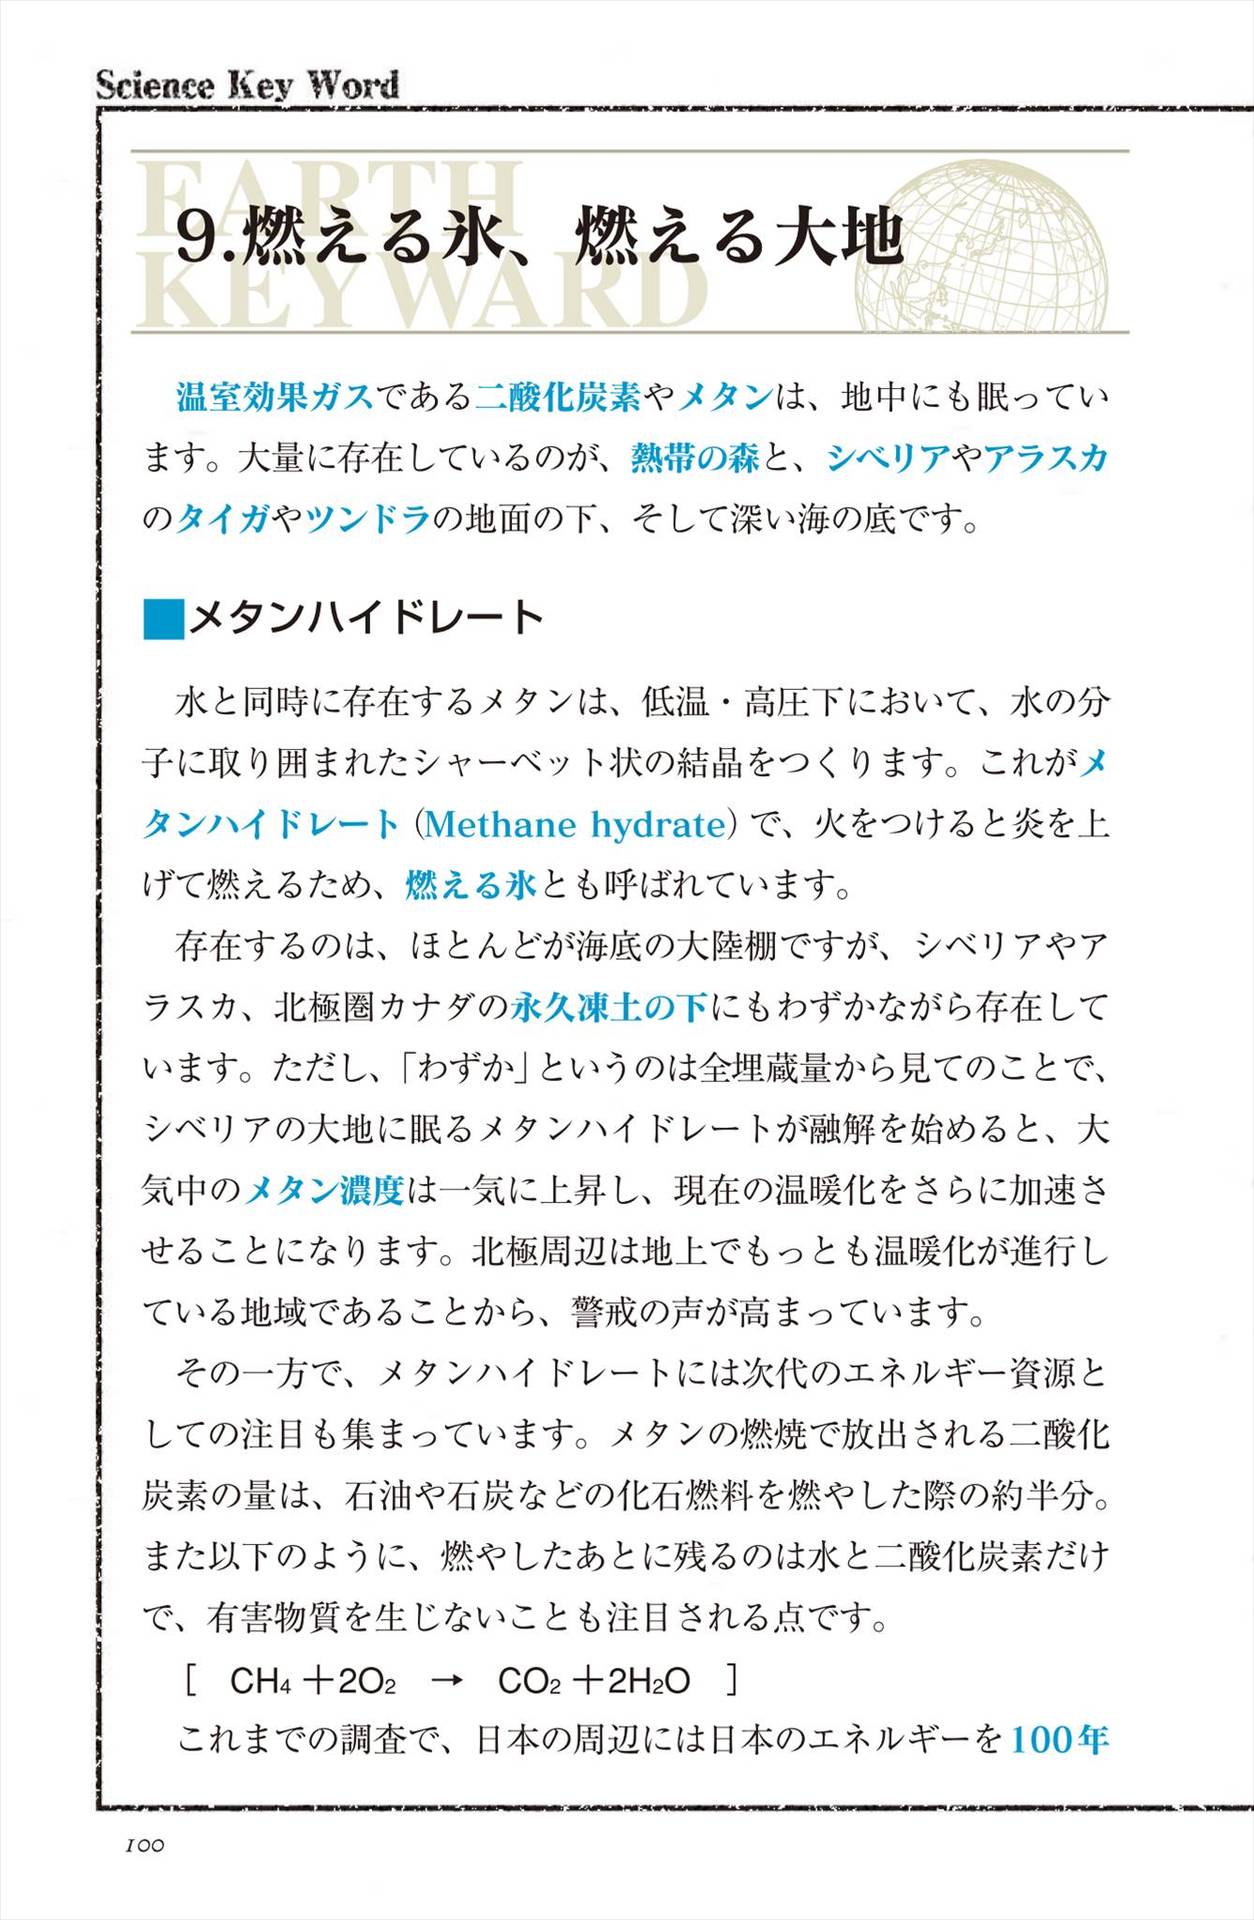 Science Key Word
EARTH
KEYWARD
9.燃える氷、燃える大地
温室効果ガスである二酸化炭素やメタンは、地中にも眠ってい
ます。大量に存在しているのが、熱帯の森と、シベリアやアラスカ
のタイガやツンドラの地面の下、そして深い海の底です。
■メタンハイドレート
水と同時に存在するメタンは、低温・高圧下において、水の分
子に取り囲まれたシャーベット状の結晶をつくります。これがメ
タンハイドレート（Methane hydrate）で、火をつけると炎を上
げて燃えるため、燃える氷とも呼ばれています。
存在するのは、ほとんどが海底の大陸棚ですが、シベリアやア
ラスカ、北極圏カナダの永久凍土の下にもわずかながら存在して
います。ただし、「わずか」というのは全埋蔵量から見てのことで、
シベリアの大地に眠るメタンハイドレートが融解を始めると、大
気中のメタン濃度は一気に上昇し、現在の温暖化をさらに加速さ
せることになります。北極周辺は地上でもっとも温暖化が進行し
ている地域であることから、警戒の声が高まっています。
その一方で、メタンハイドレートには次代のエネルギー資源と
しての注目も集まっています。メタンの燃焼で放出される二酸化
炭素の量は、石油や石炭などの化石燃料を燃やした際の約半分。
また以下のように、燃やしたあとに残るのは水と二酸化炭素だけ
で、有害物質を生じないことも注目される点です。
［　CH₄＋2O₂　→　CO₂＋2H₂O　］
これまでの調査で、日本の周辺には日本のエネルギーを100年
100